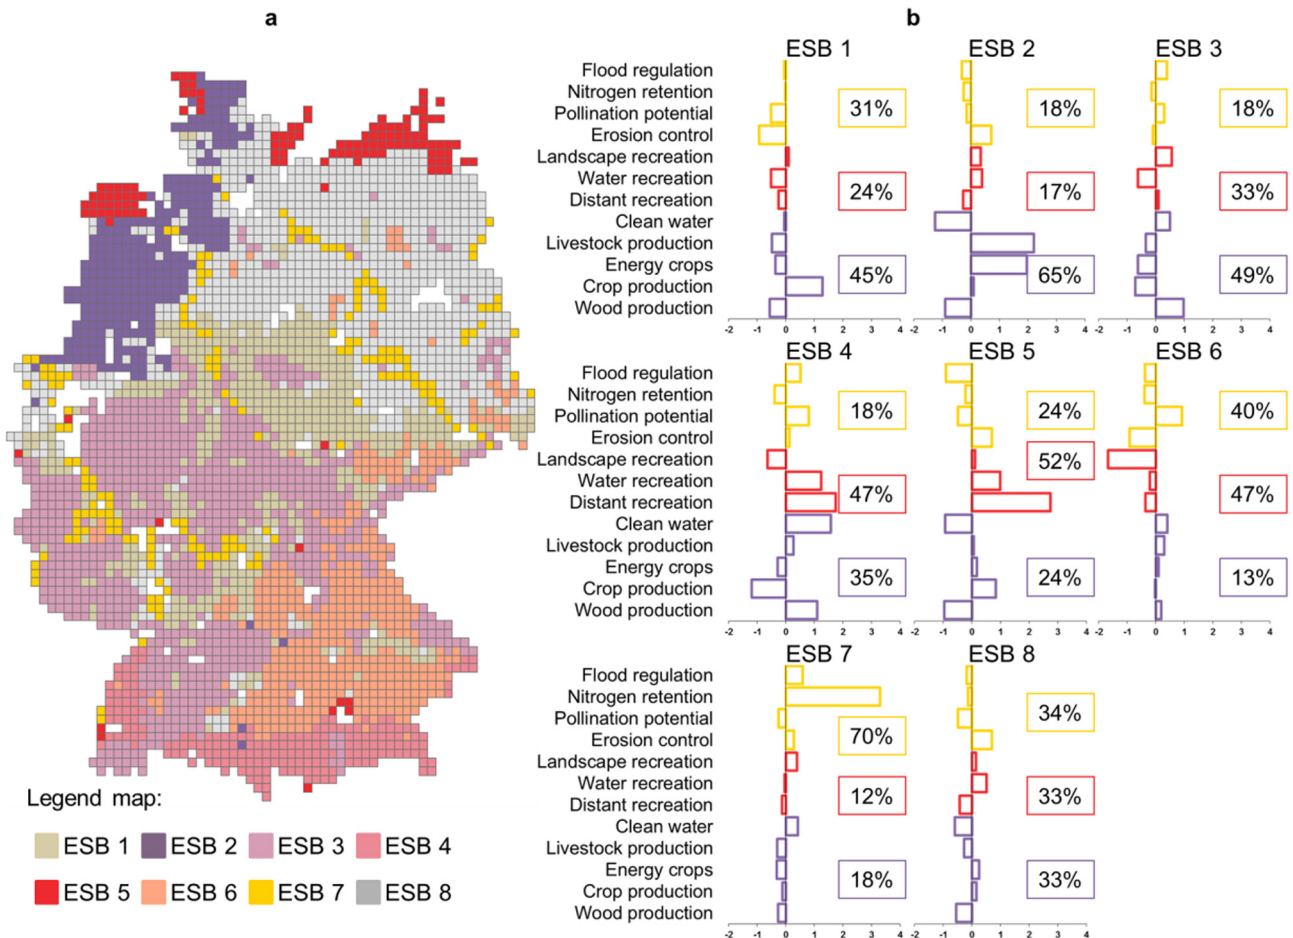 a
b
ESB 1 ESB 2 ESB 3
Flood regulation
Nitrogen retention
Pollination potential
Erosion control
Landscape recreation
Water recreation
Distant recreation
Clean water
Livestock production
Energy crops
Crop production
Wood production
31% 18% 18%
24% 17% 33%
45% 65% 49%
-2 -1 0 1 2 3 4 -2 -1 0 1 2 3 4 -2 -1 0 1 2 3 4
ESB 4 ESB 5 ESB 6
Flood regulation
Nitrogen retention
Pollination potential
Erosion control
Landscape recreation
Water recreation
Distant recreation
Clean water
Livestock production
Energy crops
Crop production
Wood production
18% 24% 40%
47% 52% 47%
35% 24% 13%
-2 -1 0 1 2 3 4 -2 -1 0 1 2 3 4 -2 -1 0 1 2 3 4
ESB 7 ESB 8
Flood regulation
Nitrogen retention
Pollination potential
Erosion control
Landscape recreation
Water recreation
Distant recreation
Clean water
Livestock production
Energy crops
Crop production
Wood production
70% 34%
12% 33%
18% 33%
-2 -1 0 1 2 3 4 -2 -1 0 1 2 3 4
Legend map:
ESB 1 ESB 2 ESB 3 ESB 4
ESB 5 ESB 6 ESB 7 ESB 8